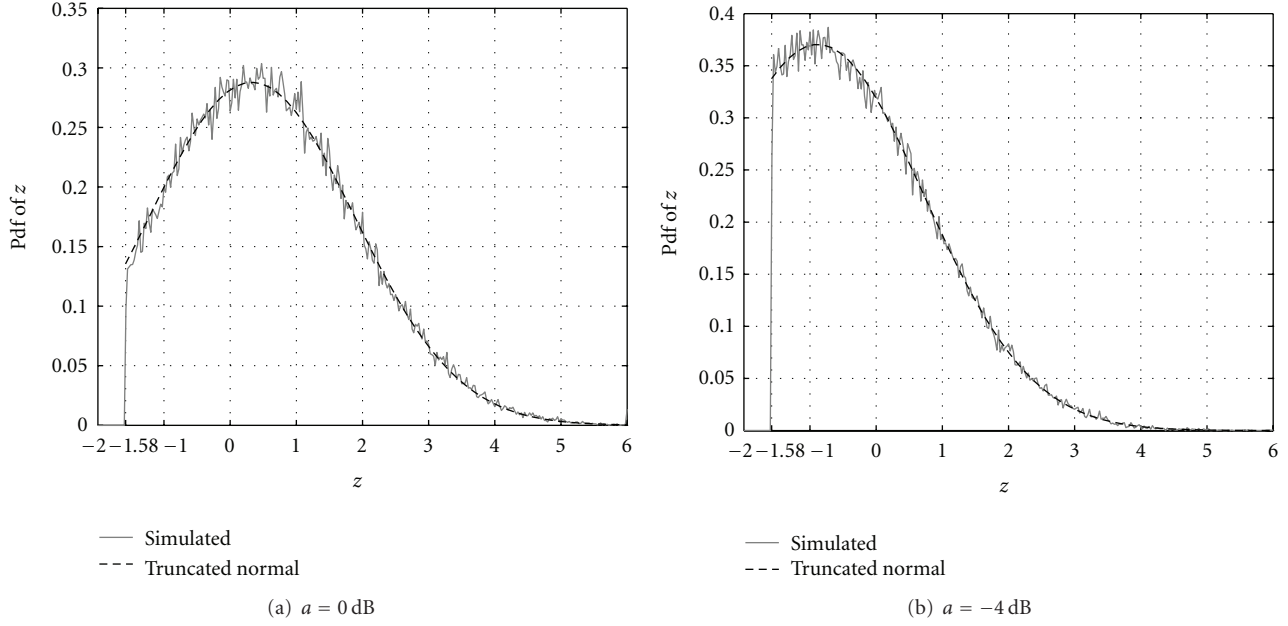 0.35
0.3
0.25
0.2
0.15
0.1
0.05
0
Pdf of z
−2 −1.58 −1 0 1 2 3 4 5 6
z
Simulated
Truncated normal
(a) a = 0 dB
0.4
0.35
0.3
0.25
0.2
0.15
0.1
0.05
0
Pdf of z
−2 −1.58 −1 0 1 2 3 4 5 6
z
Simulated
Truncated normal
(b) a = −4 dB